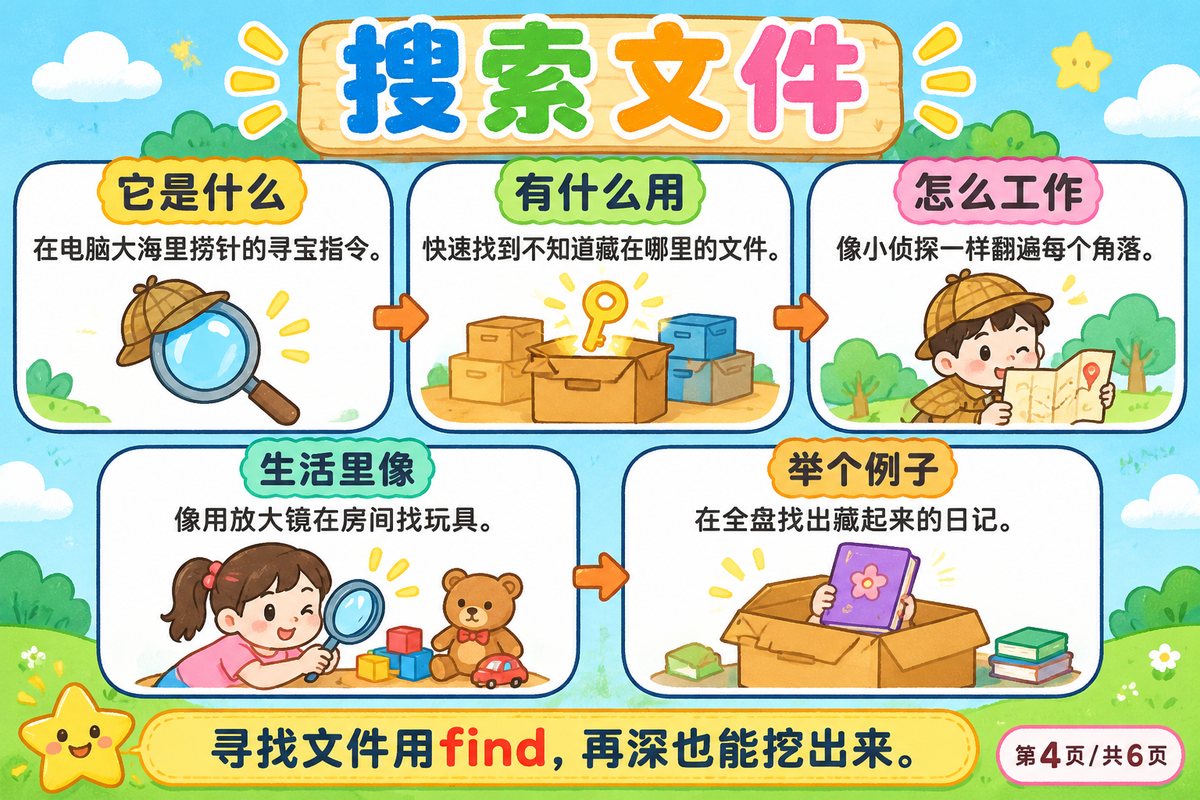 搜索文件
它是什么
在电脑大海里捞针的寻宝指令。
有什么用
快速找到不知道藏在哪里的文件。
怎么工作
像小侦探一样翻遍每个角落。
生活里像
像用放大镜在房间找玩具。
举个例子
在全盘找出藏起来的日记。
寻找文件用find，再深也能挖出来。
第4页/共6页